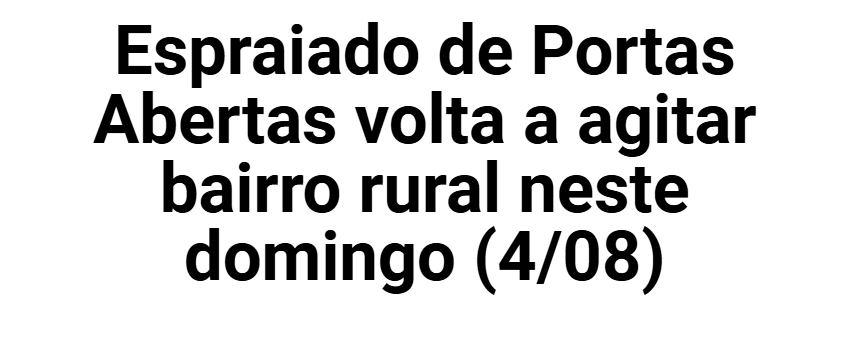 Espraiado de Portas
Abertas volta a agitar
bairro rural neste
domingo (4/08)